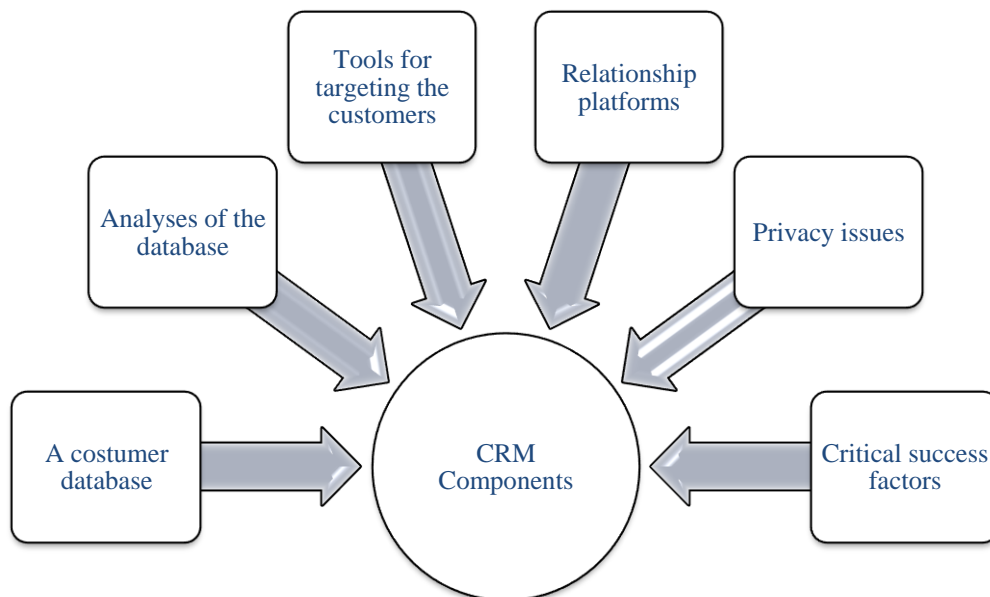 Tools for
targeting the
customers
Relationship
platforms
Analyses of the
database
Privacy issues
A costumer
database
CRM
Components
Critical success
factors